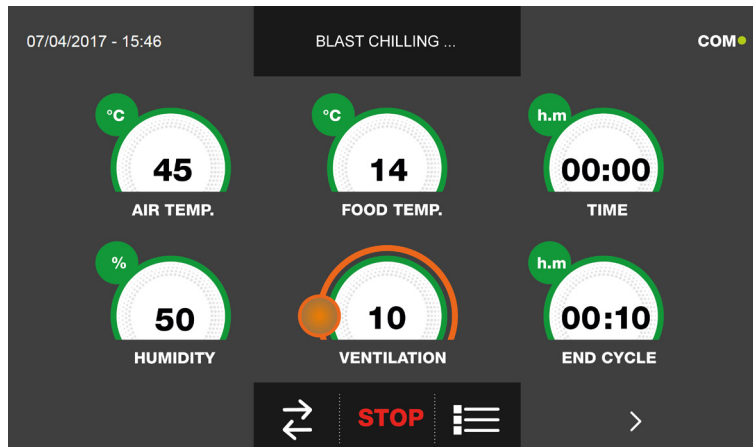 07/04/2017 - 15:46
BLAST CHILLING ...
COM
°C
45
AIR TEMP.
°C
14
FOOD TEMP.
h.m
00:00
TIME
%
50
HUMIDITY
10
VENTILATION
h.m
00:10
END CYCLE
STOP